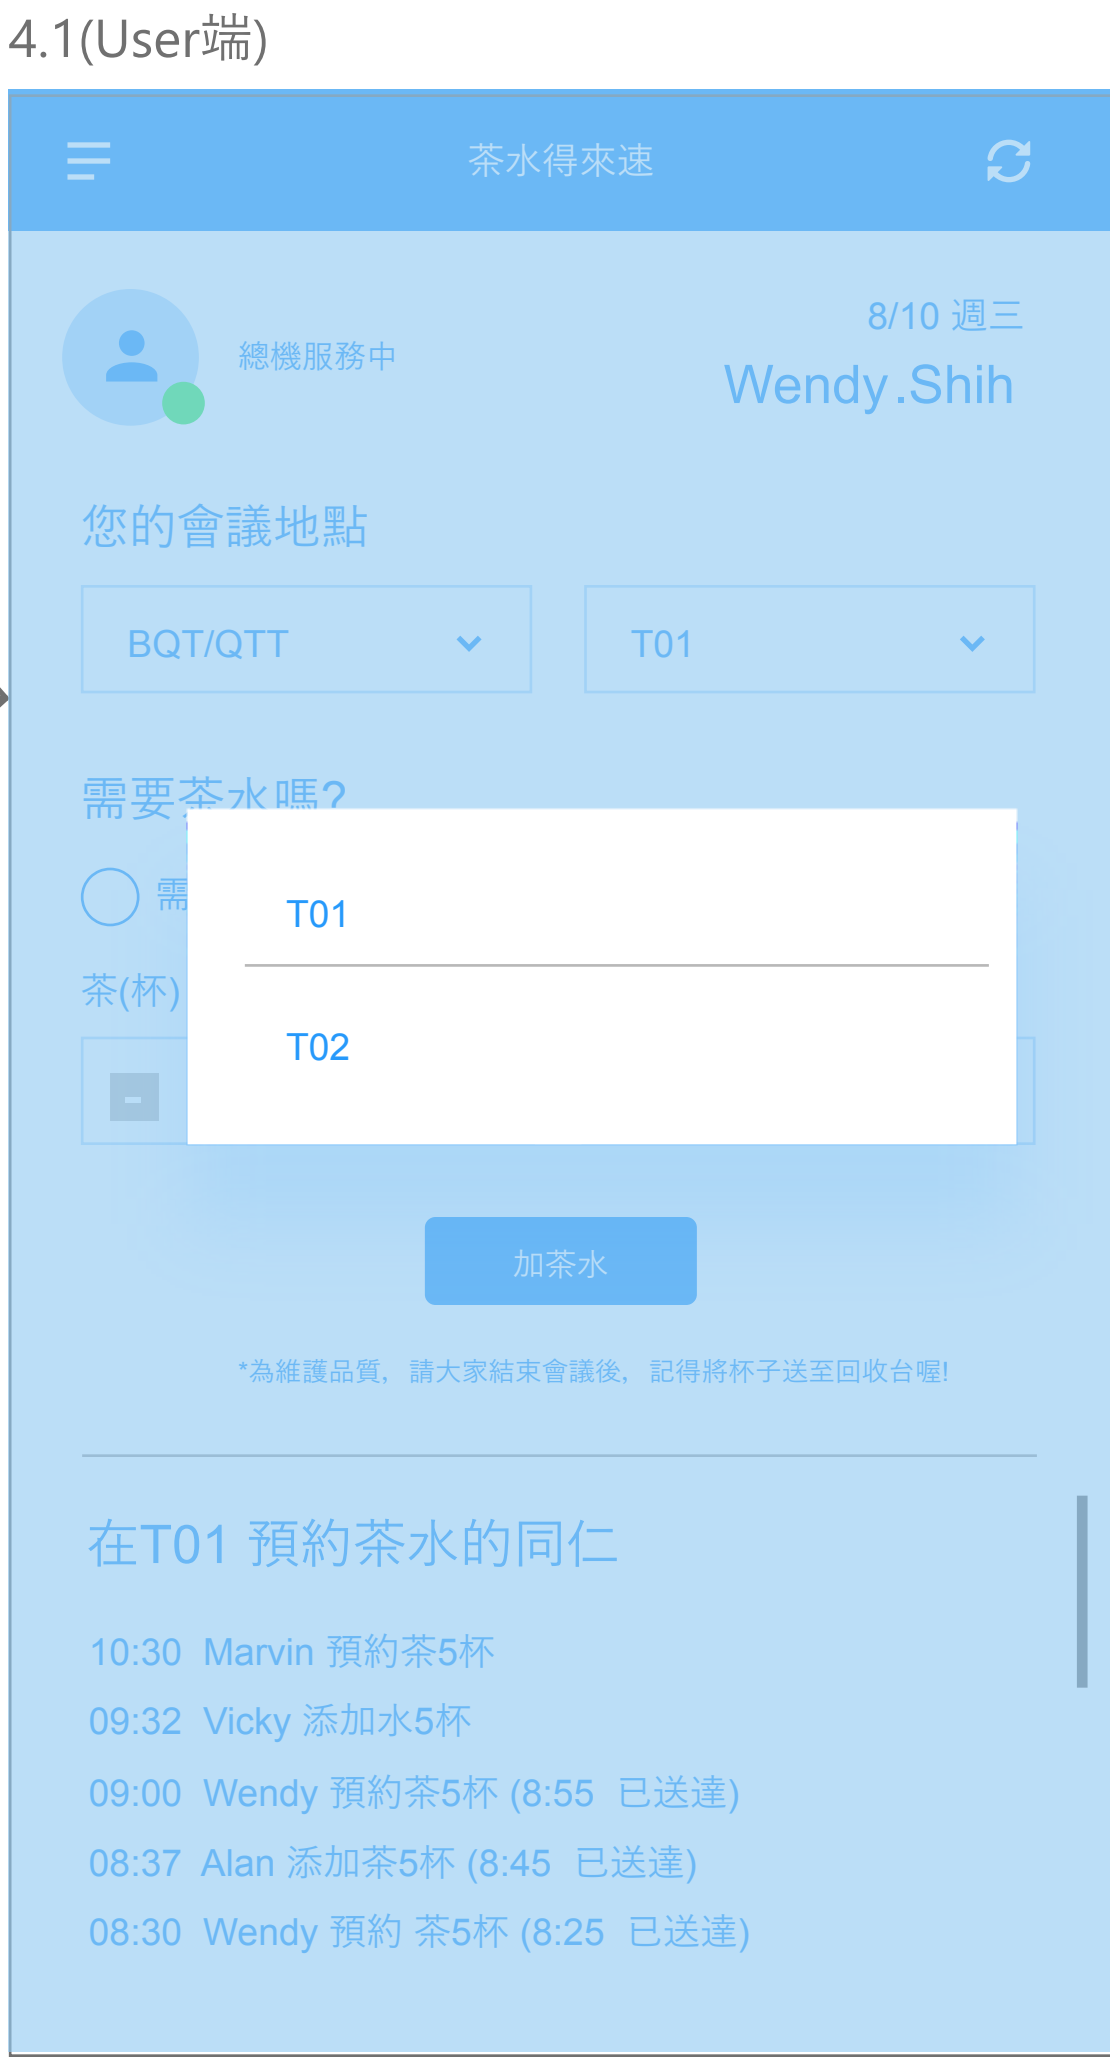 4.1(User端)
茶水得來速
8/10 週三
總機服務中
Wendy.Shih
您的會議地點
BQT/QTT
T01
需要茶水嗎?
需
T01
茶(杯)
T02
加茶水
*為維護品質, 請大家結束會議後, 記得將杯子送至回收台喔!
在T01 預約茶水的同仁
10:30 Marvin 預約茶5杯
09:32 Vicky 添加水5杯
09:00 Wendy 預約茶5杯 (8:55 已送達)
08:37 Alan 添加茶5杯 (8:45 已送達)
08:30 Wendy 預約 茶5杯 (8:25 已送達)